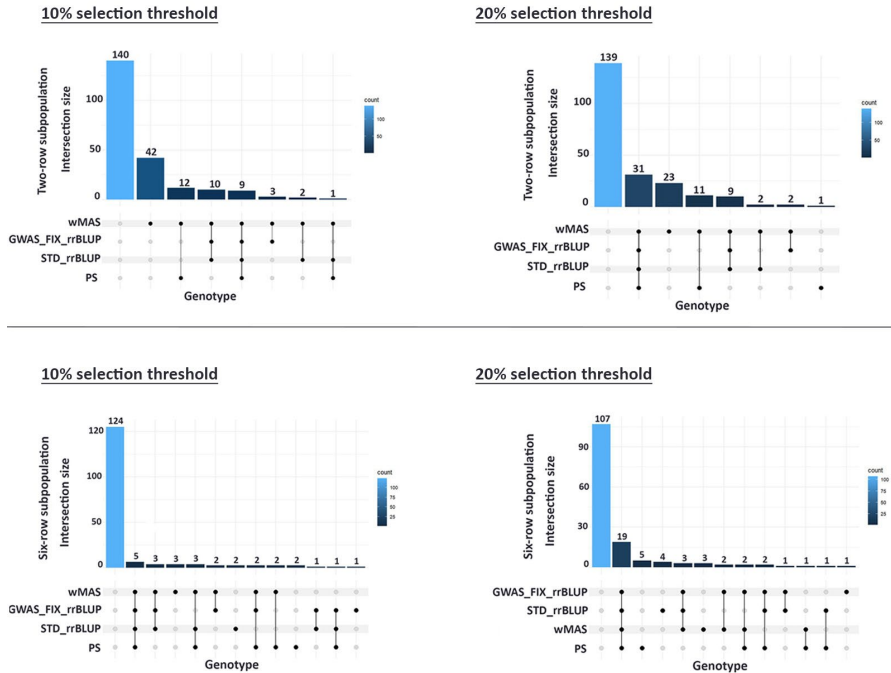 10% selection threshold
20% selection threshold
Two-row subpopulation
Intersection size
140
100
50
0
42
12
10
9
3
2
1
count
100
50
wMAS
GWAS_FIX_rrBLUP
STD_rrBLUP
PS
Genotype
Two-row subpopulation
Intersection size
139
100
50
0
31
23
11
9
2
2
1
count
100
50
wMAS
GWAS_FIX_rrBLUP
STD_rrBLUP
PS
Genotype
10% selection threshold
20% selection threshold
Six-row subpopulation
Intersection size
124
120
100
50
0
5
3
3
3
2
2
2
2
2
1
1
1
count
100
75
50
25
wMAS
GWAS_FIX_rrBLUP
STD_rrBLUP
PS
Genotype
Six-row subpopulation
Intersection size
107
90
60
30
0
19
5
4
3
3
2
2
2
1
1
1
1
count
100
75
50
25
GWAS_FIX_rrBLUP
STD_rrBLUP
wMAS
PS
Genotype